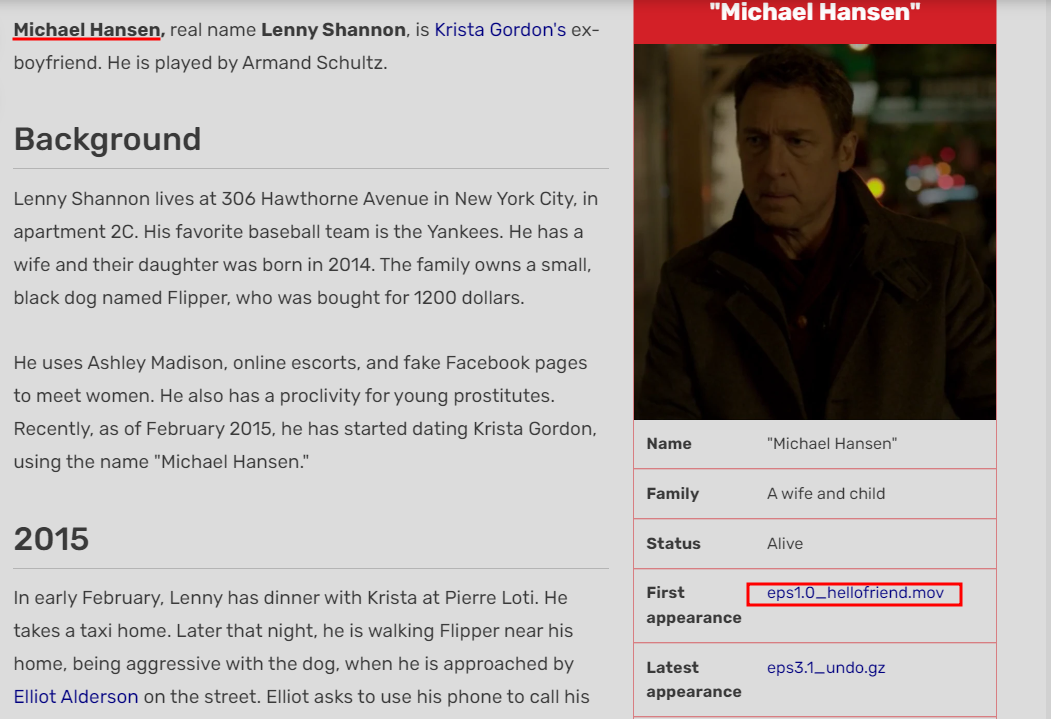 Michael Hansen, real name Lenny Shannon, is Krista Gordon's ex-
boyfriend. He is played by Armand Schultz.
Background
Lenny Shannon lives at 306 Hawthorne Avenue in New York City, in
apartment 2C. His favorite baseball team is the Yankees. He has a
wife and their daughter was born in 2014. The family owns a small,
black dog named Flipper, who was bought for 1200 dollars.
He uses Ashley Madison, online escorts, and fake Facebook pages
to meet women. He also has a proclivity for young prostitutes.
Recently, as of February 2015, he has started dating Krista Gordon,
using the name "Michael Hansen."
2015
In early February, Lenny has dinner with Krista at Pierre Loti. He
takes a taxi home. Later that night, he is walking Flipper near his
home, being aggressive with the dog, when he is approached by
Elliot Alderson on the street. Elliot asks to use his phone to call his
"Michael Hansen"
Name "Michael Hansen"
Family A wife and child
Status Alive
First eps1.0_hellofriend.mov
appearance
Latest eps3.1_undo.gz
appearance